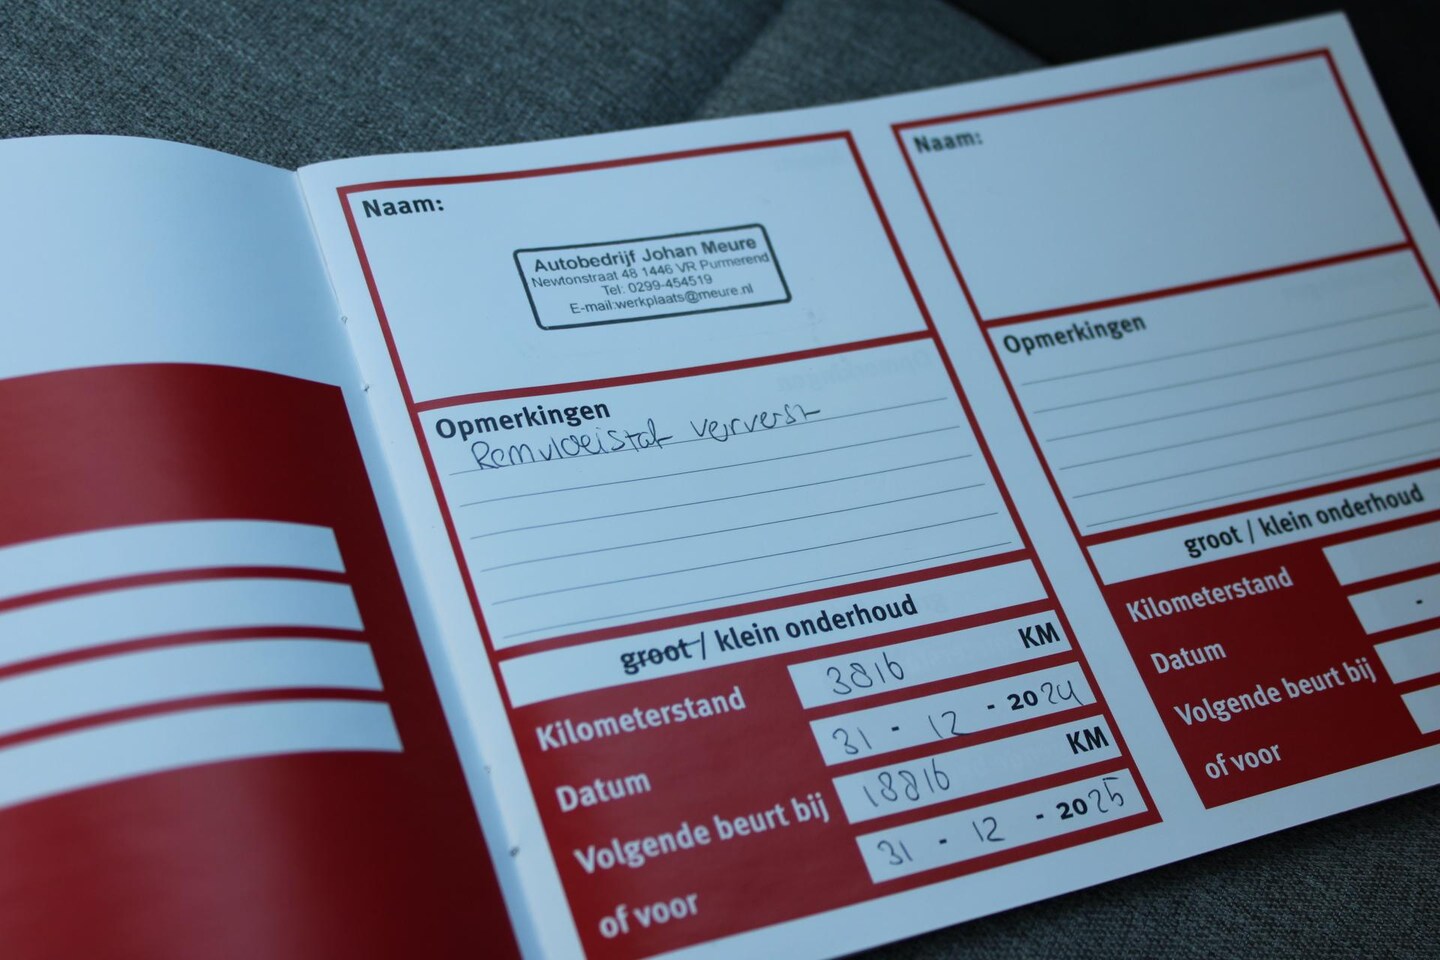 Naam:
Autobedrijf Johan Meure
Newtonstraat 48 1446 VR Purmerend
Tel: 0299-454519
E-mail:werkplaats@meure.nl
Opmerkingen
Remvloeistof ververst
groot / klein onderhoud
Kilometerstand 3816 KM
Datum 31 - 12 - 2024
Volgende beurt bij 18816 KM
of voor 31 - 12 - 2025
Naam:
Opmerkingen
groot / klein onderhoud
Kilometerstand
Datum -
Volgende beurt bij
of voor